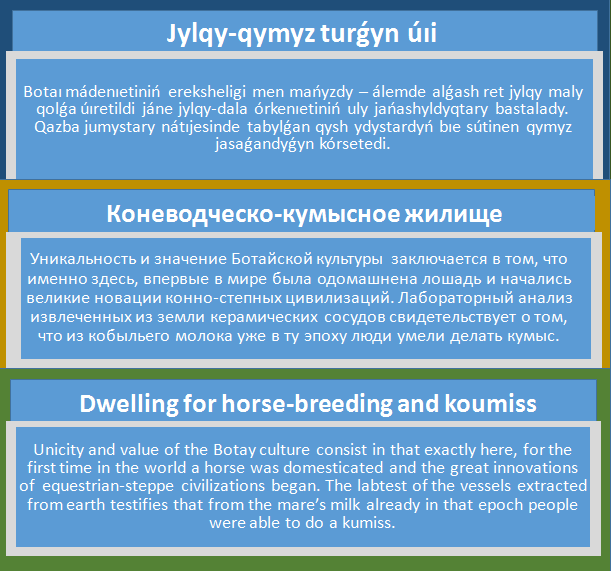 Jylqy-qymyz turǵyn úıi
Botaı mádenıetiniń ereksheligi men mańyzdy – álemde alǵash ret jylqy maly
qolǵa úıretildi jáne jylqy-dala órkenıetiniń uly jańashyldyqtary bastalady.
Qazba jumystary nátıjesinde tabylǵan qysh ydystardyń bıe sútinen qymyz
jasaǵandyǵyn kórsetedi.
Коневодческо-кумысное жилище
Уникальность и значение Ботайской культуры заключается в том, что
именно здесь, впервые в мире была одомашнена лошадь и начались
великие новации конно-степных цивилизаций. Лабораторный анализ
извлеченных из земли керамических сосудов свидетельствует о том,
что из кобыльего молока уже в ту эпоху люди умели делать кумыс.
Dwelling for horse-breeding and koumiss
Unicity and value of the Botay culture consist in that exactly here, for the
first time in the world a horse was domesticated and the great innovations
of equestrian-steppe civilizations began. The labtest of the vessels extracted
from earth testifies that from the mare’s milk already in that epoch people
were able to do a kumiss.